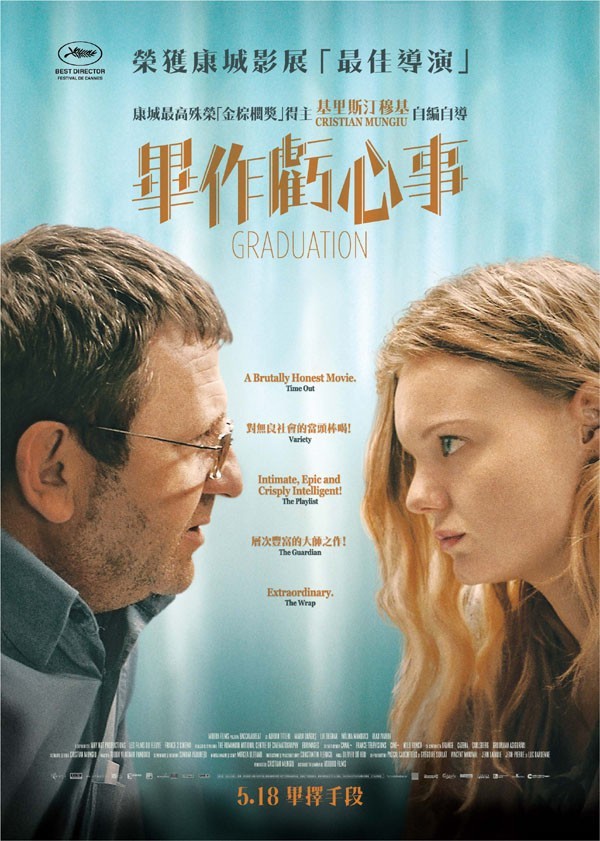 BEST DIRECTOR
FESTIVAL DE CANNES
榮獲康城影展「最佳導演」
康城最高殊榮「金棕櫚獎」得主 基里斯汀穆基 自編自導
CRISTIAN MUNGIU
畢作虧心事
GRADUATION
A Brutally Honest Movie.
Time Out
對無良社會的當頭棒喝!
Variety
Intimate, Epic and
Crisply Intelligent!
The Playlist
層次豐富的大師之作!
The Guardian
Extraordinary.
The Wrap
5.18 畢擇手段